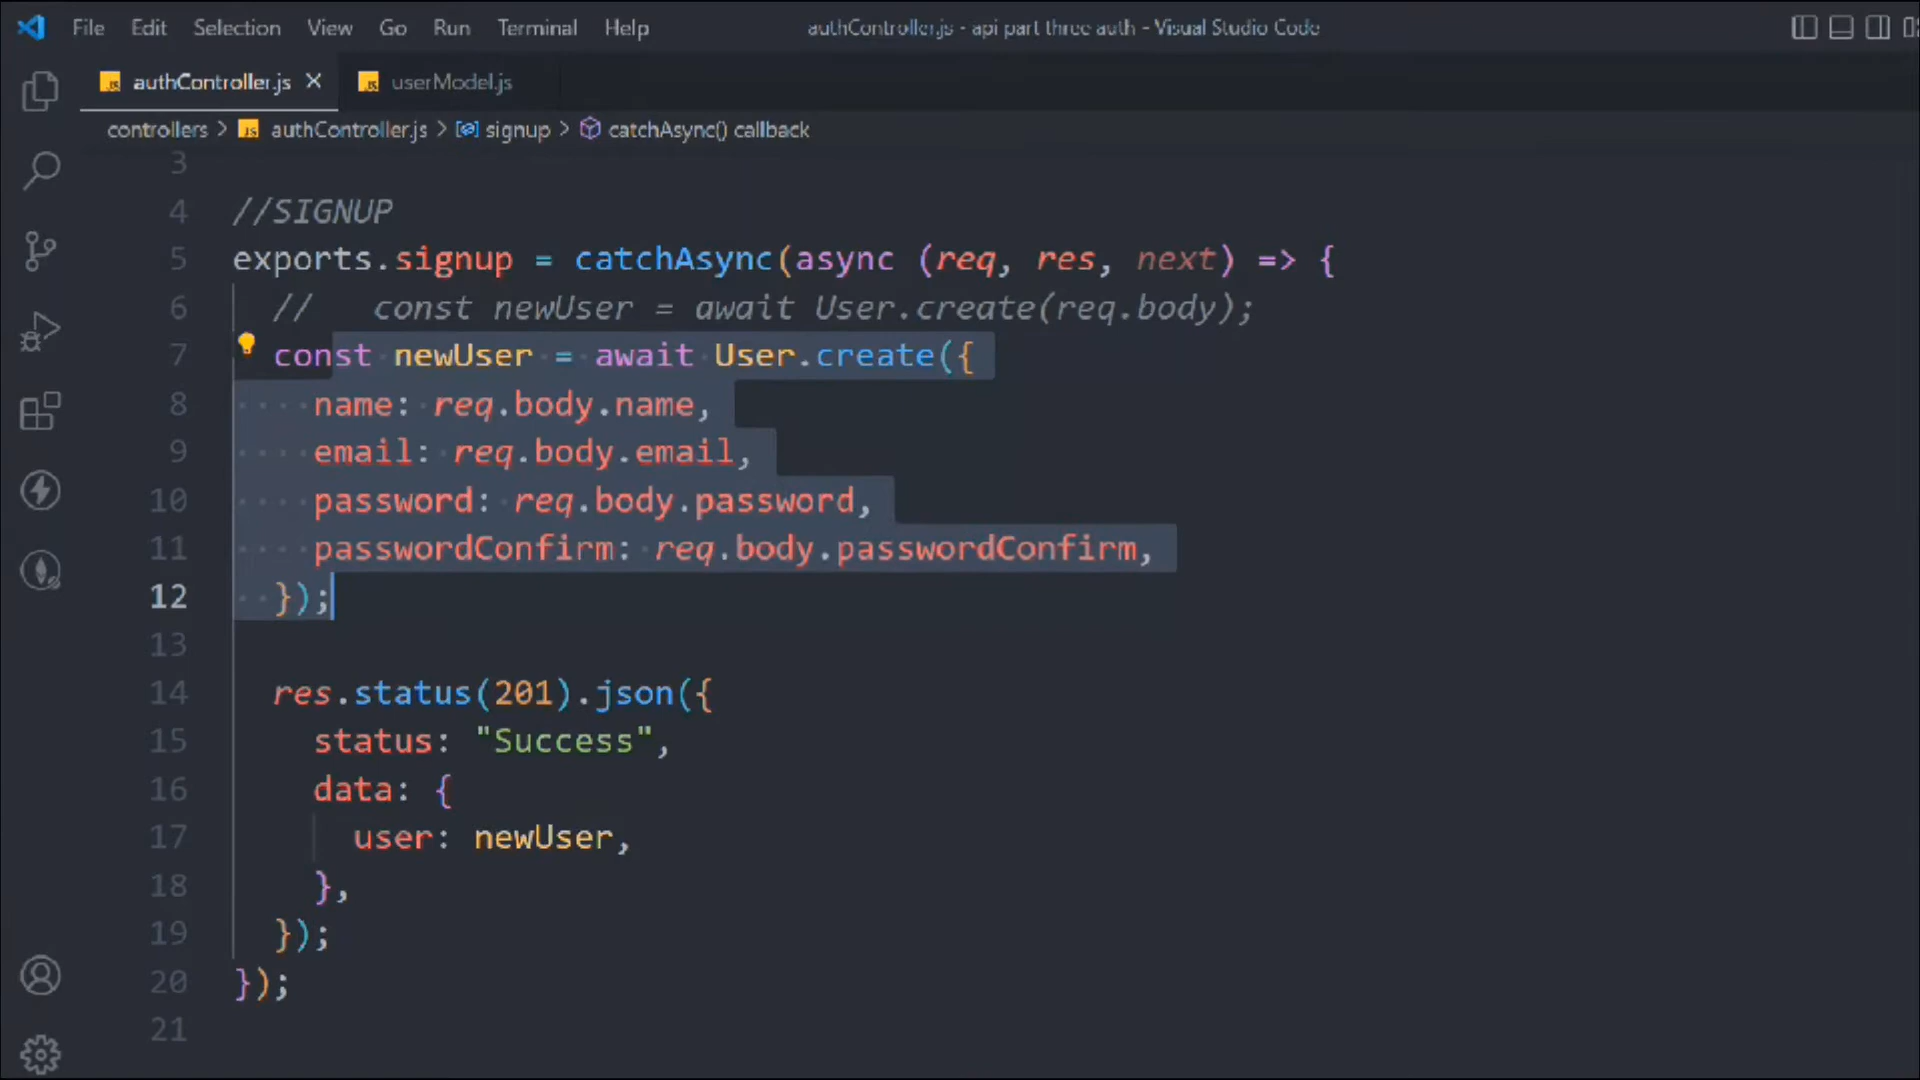 File Edit Selection View Go Run Terminal Help authController.js - api part three auth - Visual Studio Code
JS authController.js JS userModel.js
controllers > JS authController.js > signup > catchAsync() callback
3
4 //SIGNUP
5 exports.signup = catchAsync(async (req, res, next) => {
6 //   const newUser = await User.create(req.body);
7 const newUser = await User.create({
8 name: req.body.name,
9 email: req.body.email,
10 password: req.body.password,
11 passwordConfirm: req.body.passwordConfirm,
12 });
13
14 res.status(201).json({
15 status: "Success",
16 data: {
17 user: newUser,
18 },
19 });
20 });
21